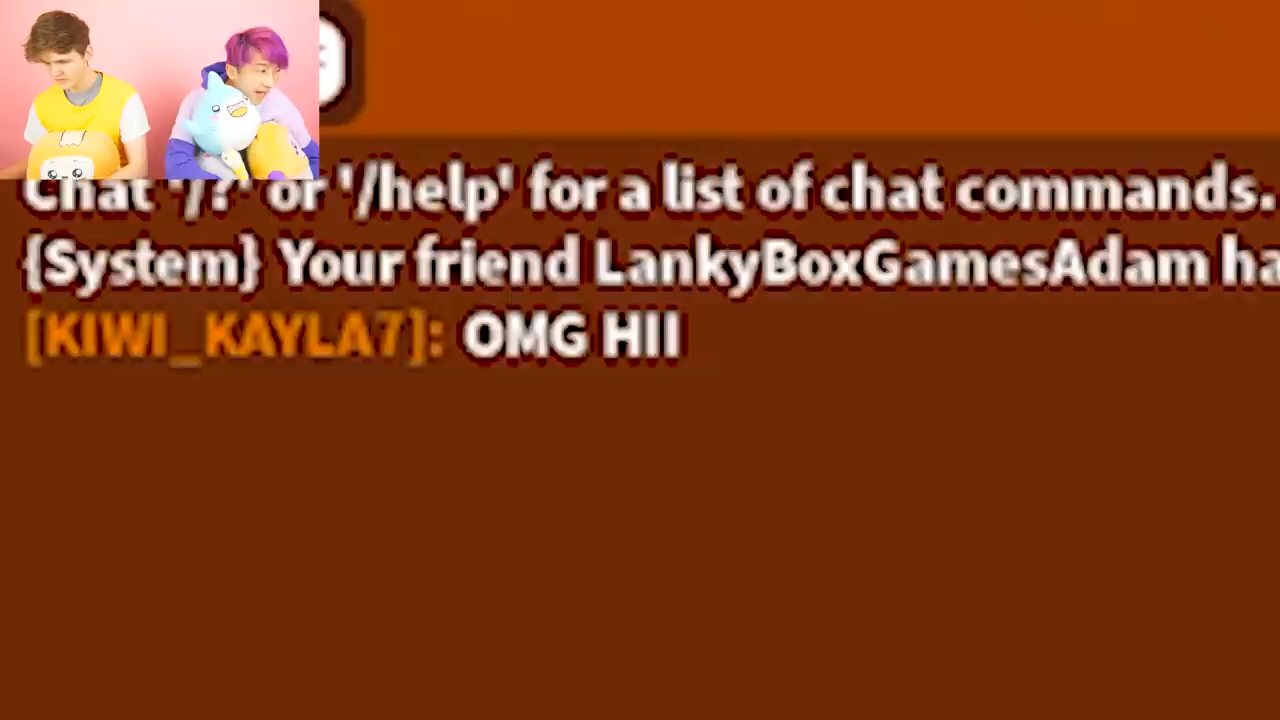 Chat '/?' or '/help' for a list of chat commands.
{System} Your friend LankyBoxGamesAdam ha
[KIWI_KAYLA7]: OMG HII